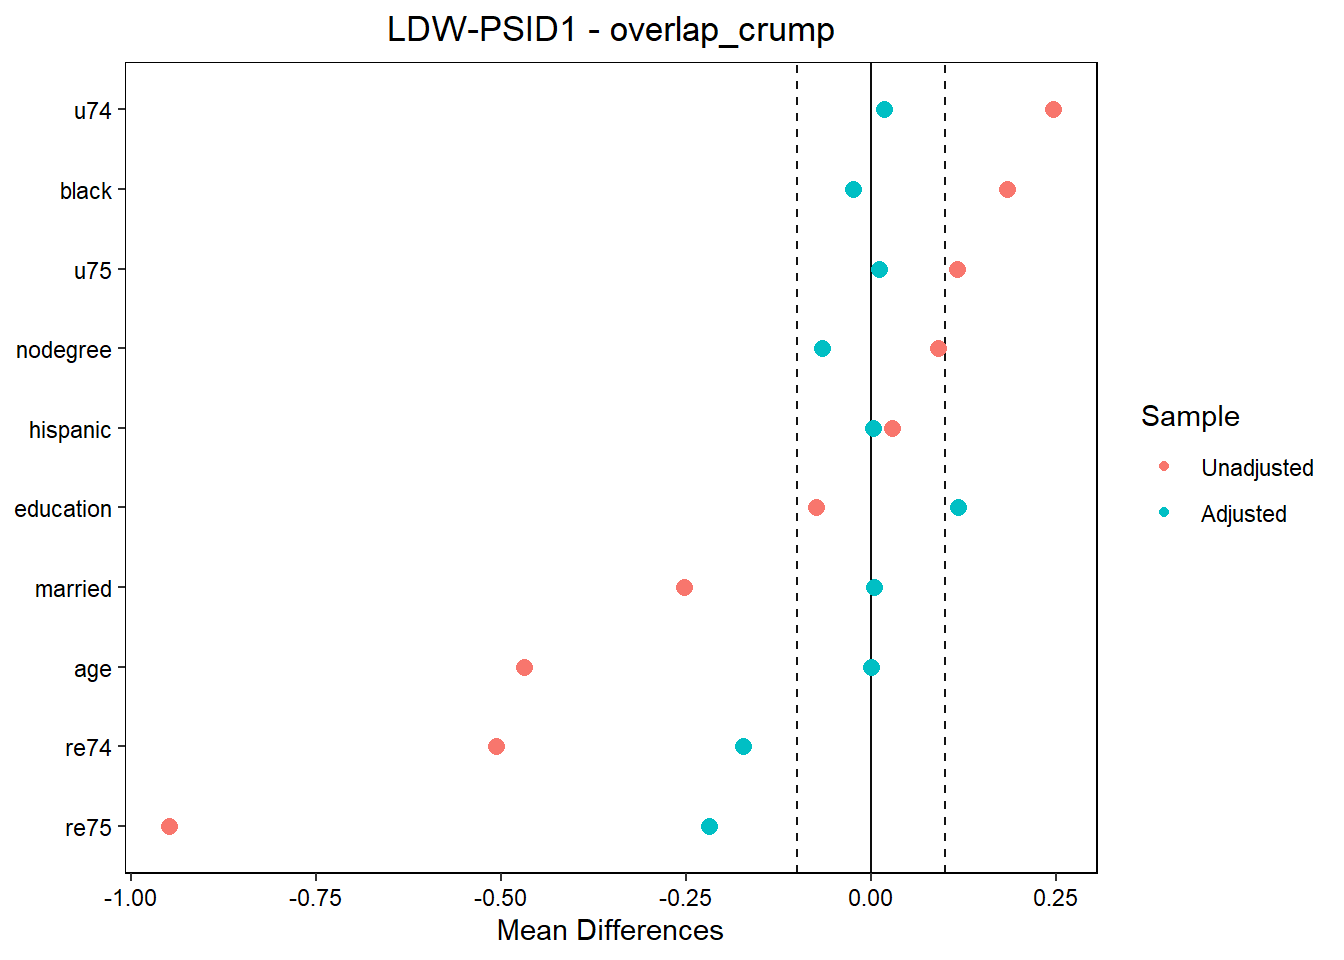 LDW-PSID1 - overlap_crump
u74
black
u75
nodegree
hispanic
education
married
age
re74
re75
-1.00 -0.75 -0.50 -0.25 0.00 0.25
Mean Differences
Sample
Unadjusted
Adjusted